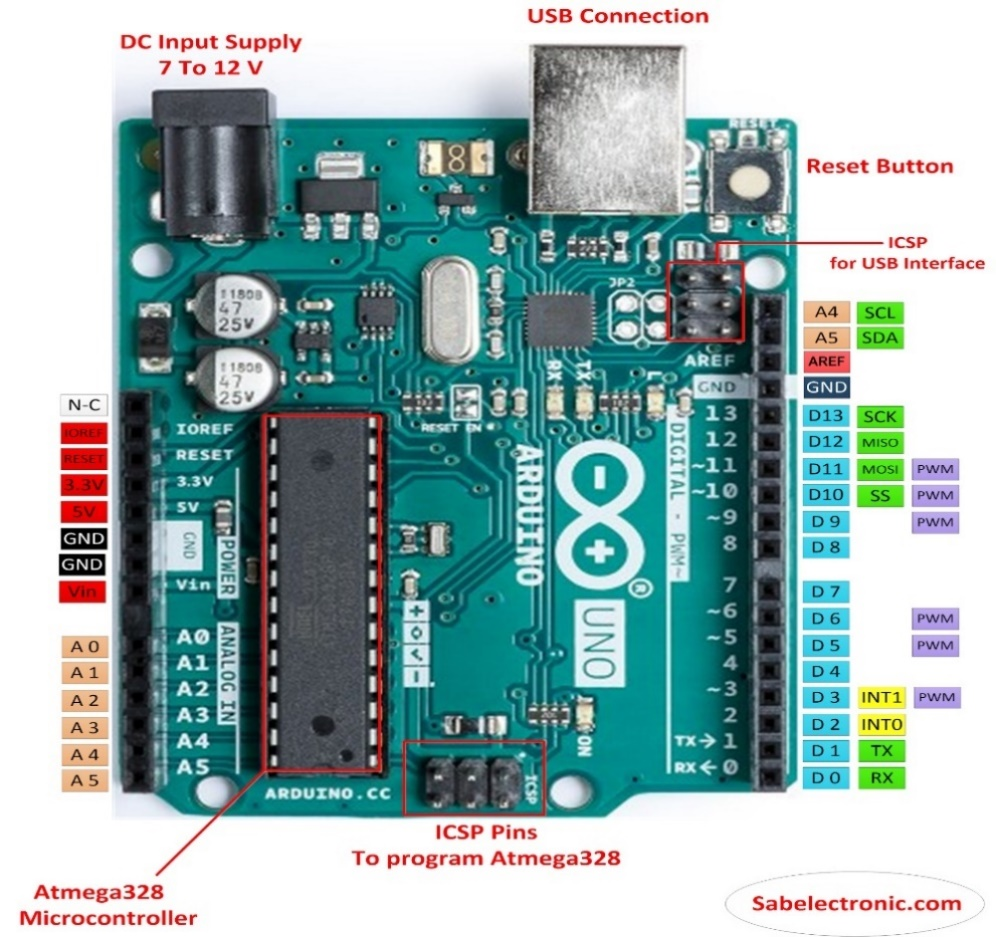 USB Connection
DC Input Supply
7 To 12 V
RESET
Reset Button
ICSP
for USB Interface
11808
47
25V
JP2
A4 SCL
A5 SDA
AREF AREF
11808
47
25V
RX TX L
GND GND
N-C
RESET EN
13 D13 SCK
IOREF IOREF
12 D12 MISO
RESET RESET
~11 D11 MOSI PWM
3.3V 3.3V
~10 D10 SS PWM
5V 5V
~9 D 9 PWM
GND
GND
GND
8 D 8
Vin Vin
POWER
ARDUINO
UNO
DIGITAL - PWM~
7 D 7
~6 D 6 PWM
A 0 A0
~5 D 5 PWM
A 1 A1
4 D 4
A 2 A2
~3 D 3 INT1 PWM
A 3 A3
2 D 2 INT0
A 4 A4
TX→ 1 D 1 TX
A 5 A5
RX← 0 D 0 RX
ANALOG IN
ON
ICSP
ARDUINO.CC
ICSP Pins
To program Atmega328
Atmega328
Microcontroller
Sabelectronic.com